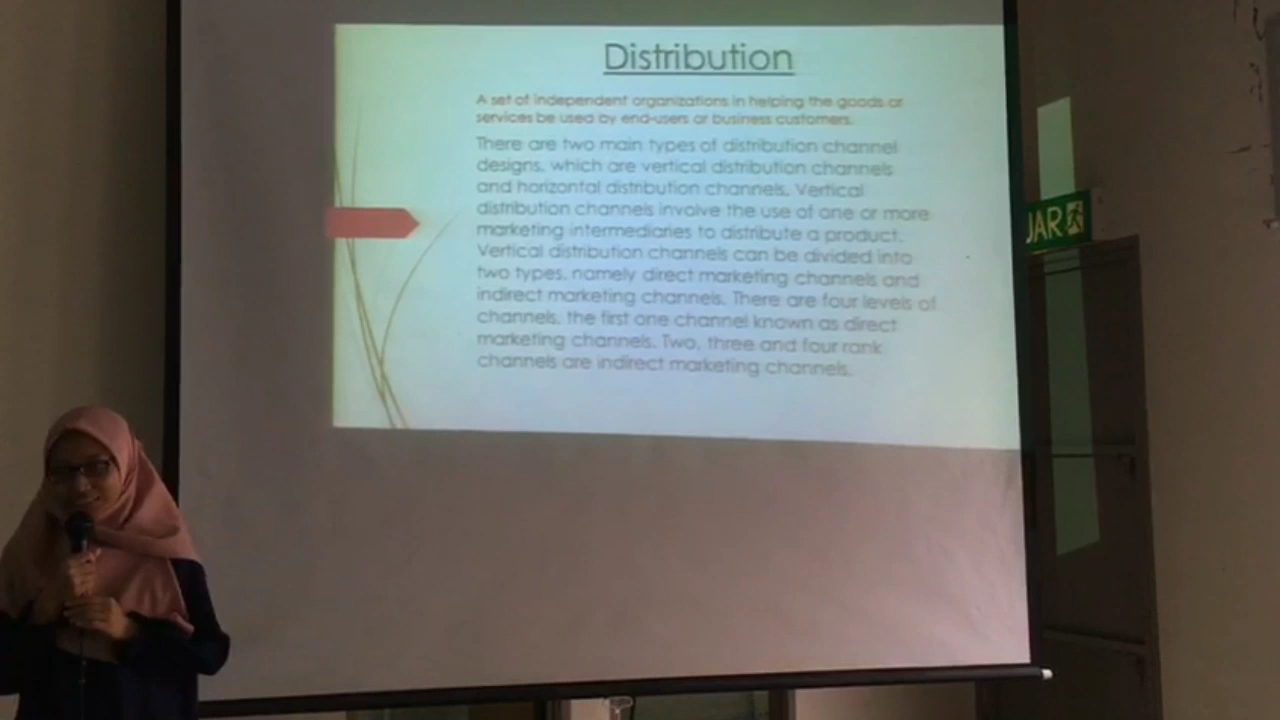 Distribution
A set of independent organizations in helping the goods or
services be used by end-users or business customers.
There are two main types of distribution channel
designs, which are vertical distribution channels
and horizontal distribution channels. Vertical
distribution channels involve the use of one or more
marketing intermediaries to distribute a product.
Vertical distribution channels can be divided into
two types, namely direct marketing channels and
indirect marketing channels. There are four levels of
channels, the first one channel known as direct
marketing channels. Two, three and four rank
channels are indirect marketing channels.
UAR